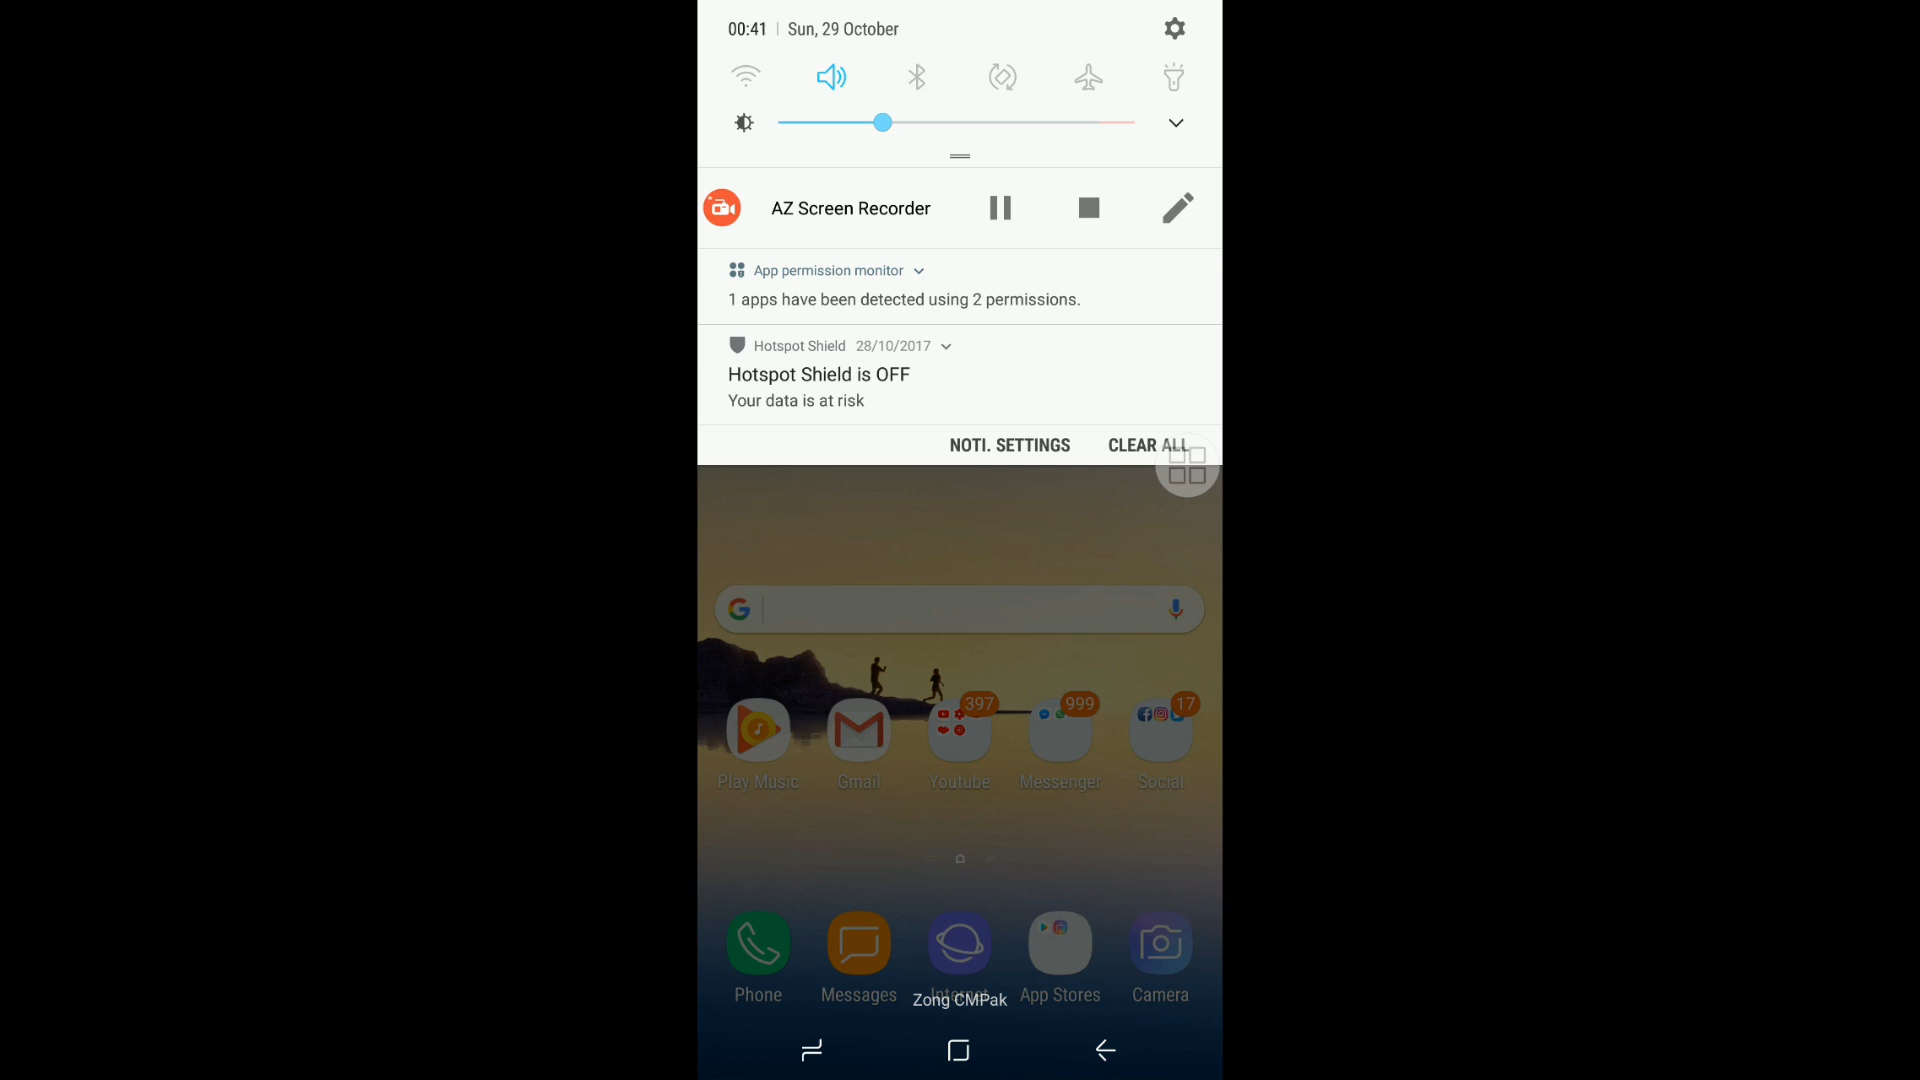 00:41 | Sun, 29 October
AZ Screen Recorder
App permission monitor
1 apps have been detected using 2 permissions.
Hotspot Shield 28/10/2017
Hotspot Shield is OFF
Your data is at risk
NOTI. SETTINGS CLEAR ALL
397 999 17
Play Music Gmail Youtube Messenger Social
Phone Messages Internet App Stores Camera
Zong CMPak